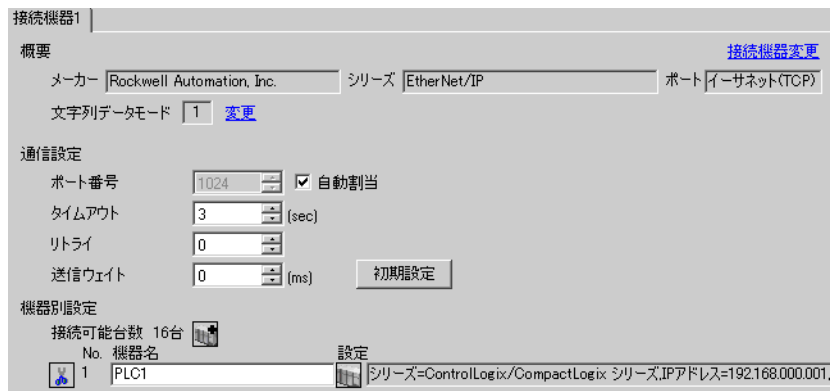 接続機器1
概要
接続機器変更
メーカー Rockwell Automation, Inc. シリーズ EtherNet/IP ポート イーサネット(TCP)
文字列データモード 1 変更
通信設定
ポート番号 1024 自動割当
タイムアウト 3 (sec)
リトライ 0
送信ウェイト 0 (ms) 初期設定
機器別設定
接続可能台数 16台
No. 機器名 設定
1 PLC1 シリーズ=ControlLogix/CompactLogix シリーズ,IPアドレス=192.168.000.001,